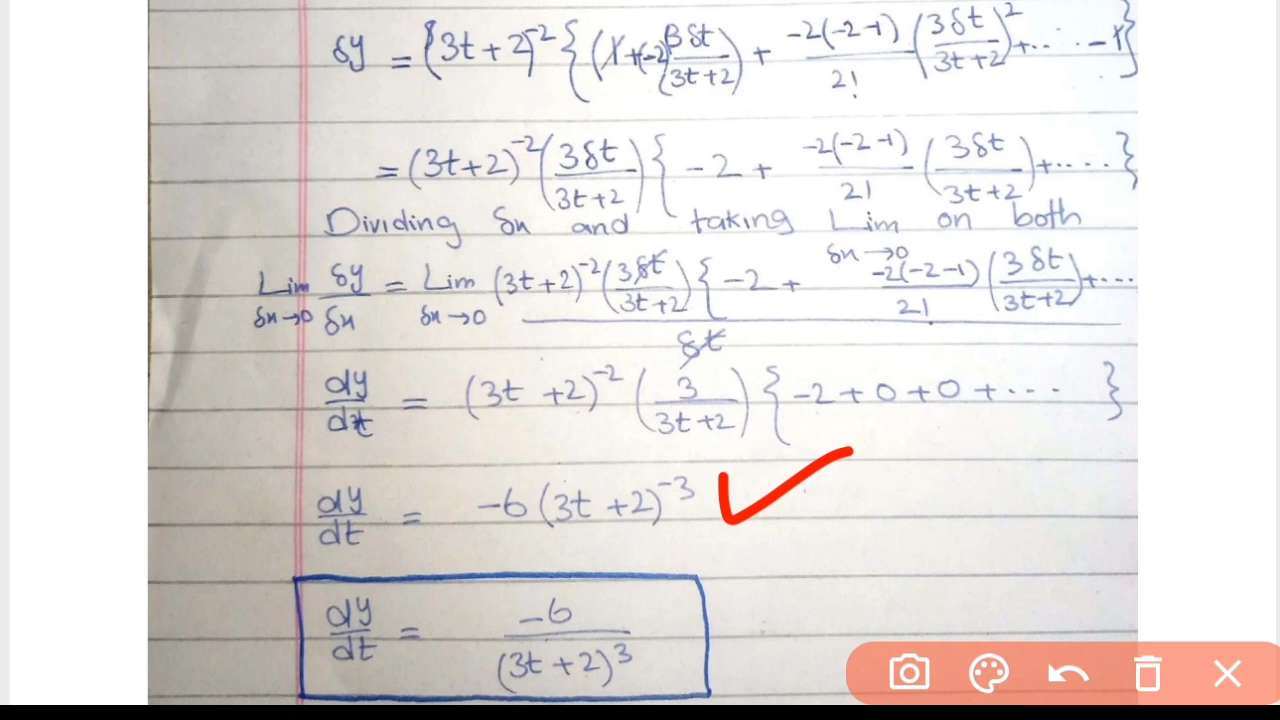 δy = (3t+2)^-2 { (1+(-2)(3δt/3t+2) + -2(-2-1)/2! (3δt/3t+2)^2 +.... -1}
= (3t+2)^-2 (3δt/3t+2) { -2 + -2(-2-1)/2! (3δt/3t+2) +.... }
Dividing δx and taking Lim δx→0 on both
Lim δx→0 δy/δx = Lim δx→0 (3t+2)^-2 (3δt/3t+2) { -2 + -2(-2-1)/2! (3δt/3t+2) +... / δt
dy/dt = (3t +2)^-2 (3/3t+2) { -2+0+0+... }
dy/dt = -6 (3t +2)^-3
dy/dt = -6/(3t+2)^3